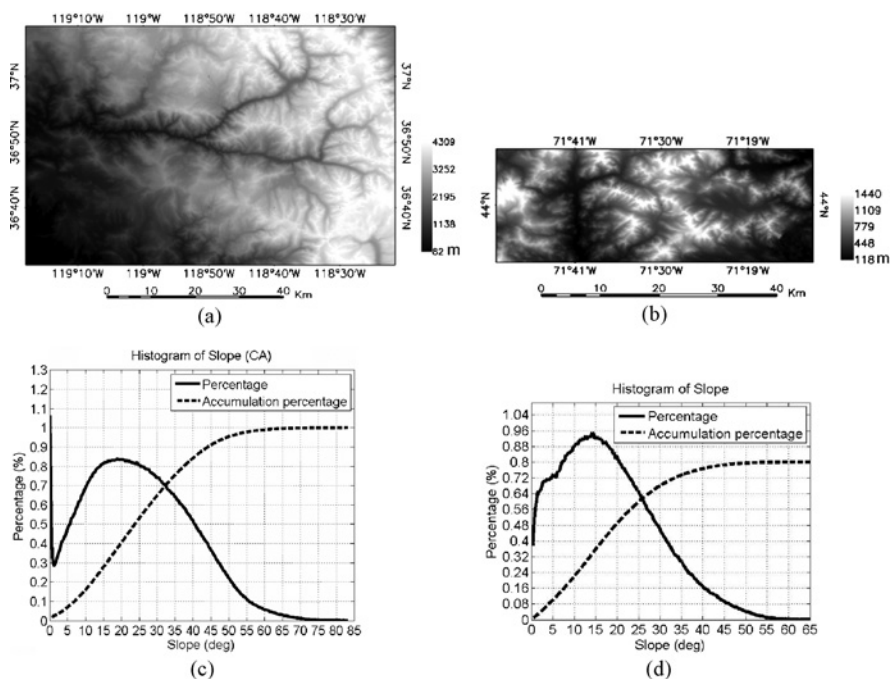 119°10'W 119°W 118°50'W 118°40'W 118°30'W
37°N
36°50'N
36°40'N
37°N
36°50'N
36°40'N
4309
3252
2195
1138
62 m
119°10'W 119°W 118°50'W 118°40'W 118°30'W
0 10 20 30 40
Km
(a)
71°41'W 71°30'W 71°19'W
44°N
44°N
1440
1109
779
448
118 m
71°41'W 71°30'W 71°19'W
0 10 20 30 40
Km
(b)
Histogram of Slope (CA)
Percentage
Accumulation percentage
Percentage (%)
1.3
1.2
1.1
1
0.9
0.8
0.7
0.6
0.5
0.4
0.3
0.2
0.1
0
0 5 10 15 20 25 30 35 40 45 50 55 60 65 70 75 80 85
Slope (deg)
(c)
Histogram of Slope
Percentage
Accumulation percentage
Percentage (%)
1.04
0.96
0.88
0.8
0.72
0.64
0.56
0.48
0.4
0.32
0.24
0.16
0.08
0
0 5 10 15 20 25 30 35 40 45 50 55 60 65
Slope (deg)
(d)